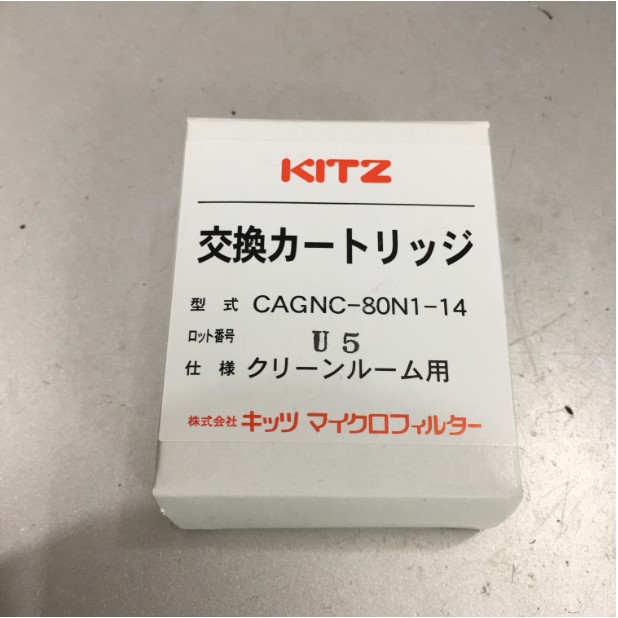 KITZ
交換カートリッジ
型式 CAGNC-80N1-14
ロット番号 U5
仕様 クリーンルーム用
株式会社 キッツ マイクロフィルター